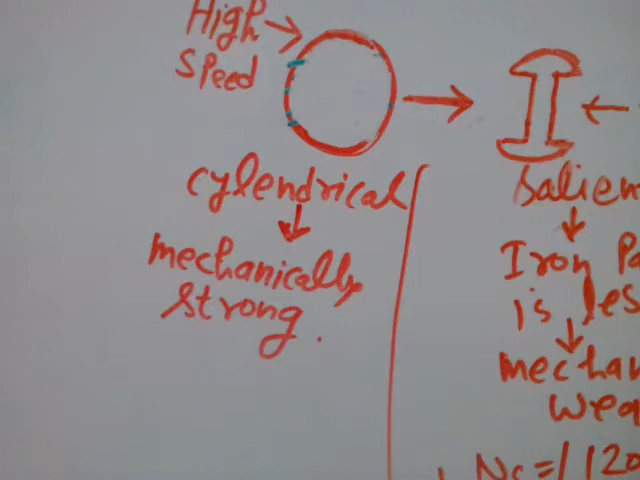 High
Speed
cylendrical
mechanically
strong.
Salien
Iron Pa
is les
mechan
wea
Ns = 120